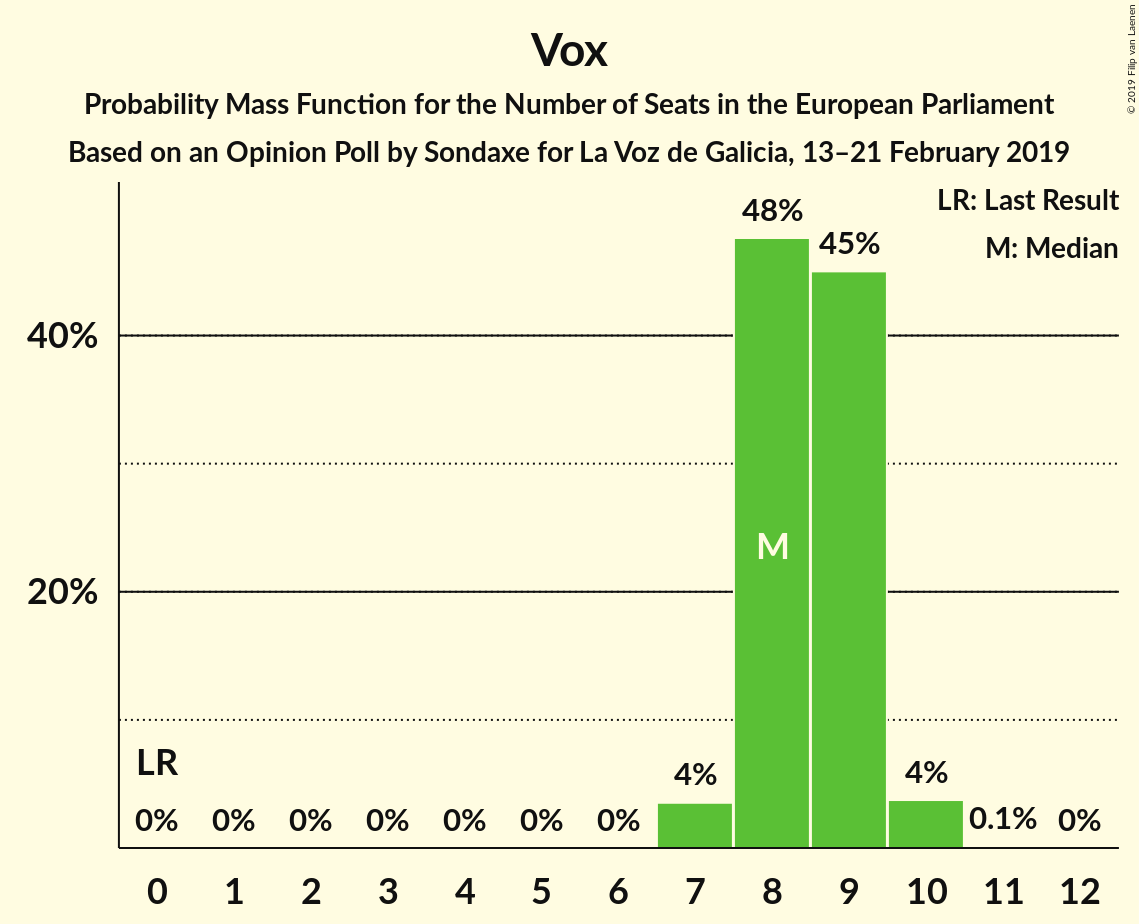 Vox
Probability Mass Function for the Number of Seats in the European Parliament
Based on an Opinion Poll by Sondaxe for La Voz de Galicia, 13–21 February 2019
© 2019 Filip van Laenen
LR: Last Result
M: Median
48%
45%
40%
M
20%
LR
4%
4%
0% 0% 0% 0% 0% 0% 0% 0.1% 0%
0 1 2 3 4 5 6 7 8 9 10 11 12